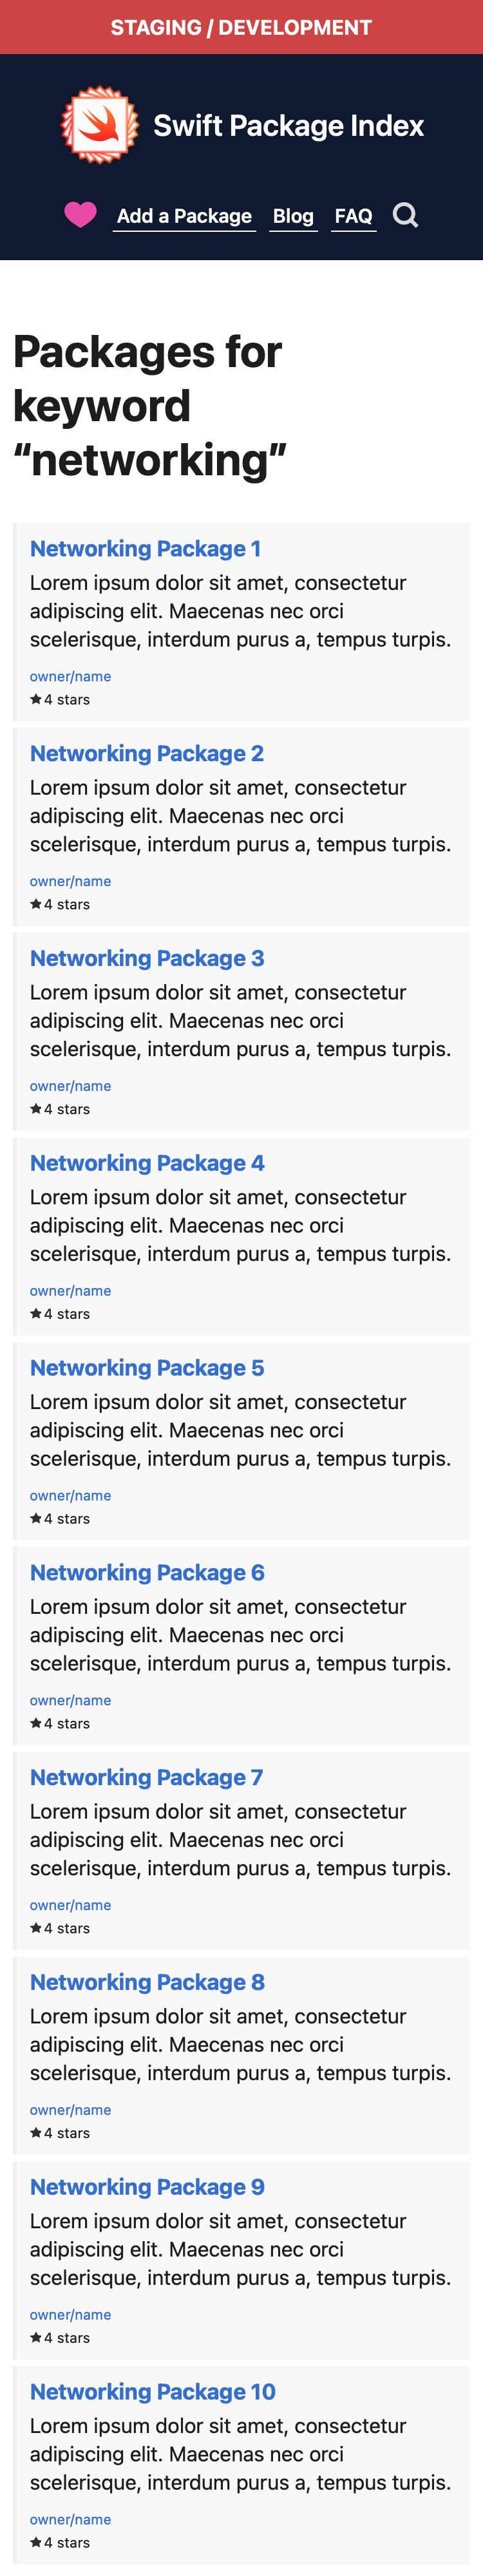 STAGING / DEVELOPMENT
Swift Package Index
Add a Package Blog FAQ
Packages for
keyword
“networking”
Networking Package 1
Lorem ipsum dolor sit amet, consectetur
adipiscing elit. Maecenas nec orci
scelerisque, interdum purus a, tempus turpis.
owner/name
4 stars
Networking Package 2
Lorem ipsum dolor sit amet, consectetur
adipiscing elit. Maecenas nec orci
scelerisque, interdum purus a, tempus turpis.
owner/name
4 stars
Networking Package 3
Lorem ipsum dolor sit amet, consectetur
adipiscing elit. Maecenas nec orci
scelerisque, interdum purus a, tempus turpis.
owner/name
4 stars
Networking Package 4
Lorem ipsum dolor sit amet, consectetur
adipiscing elit. Maecenas nec orci
scelerisque, interdum purus a, tempus turpis.
owner/name
4 stars
Networking Package 5
Lorem ipsum dolor sit amet, consectetur
adipiscing elit. Maecenas nec orci
scelerisque, interdum purus a, tempus turpis.
owner/name
4 stars
Networking Package 6
Lorem ipsum dolor sit amet, consectetur
adipiscing elit. Maecenas nec orci
scelerisque, interdum purus a, tempus turpis.
owner/name
4 stars
Networking Package 7
Lorem ipsum dolor sit amet, consectetur
adipiscing elit. Maecenas nec orci
scelerisque, interdum purus a, tempus turpis.
owner/name
4 stars
Networking Package 8
Lorem ipsum dolor sit amet, consectetur
adipiscing elit. Maecenas nec orci
scelerisque, interdum purus a, tempus turpis.
owner/name
4 stars
Networking Package 9
Lorem ipsum dolor sit amet, consectetur
adipiscing elit. Maecenas nec orci
scelerisque, interdum purus a, tempus turpis.
owner/name
4 stars
Networking Package 10
Lorem ipsum dolor sit amet, consectetur
adipiscing elit. Maecenas nec orci
scelerisque, interdum purus a, tempus turpis.
owner/name
4 stars